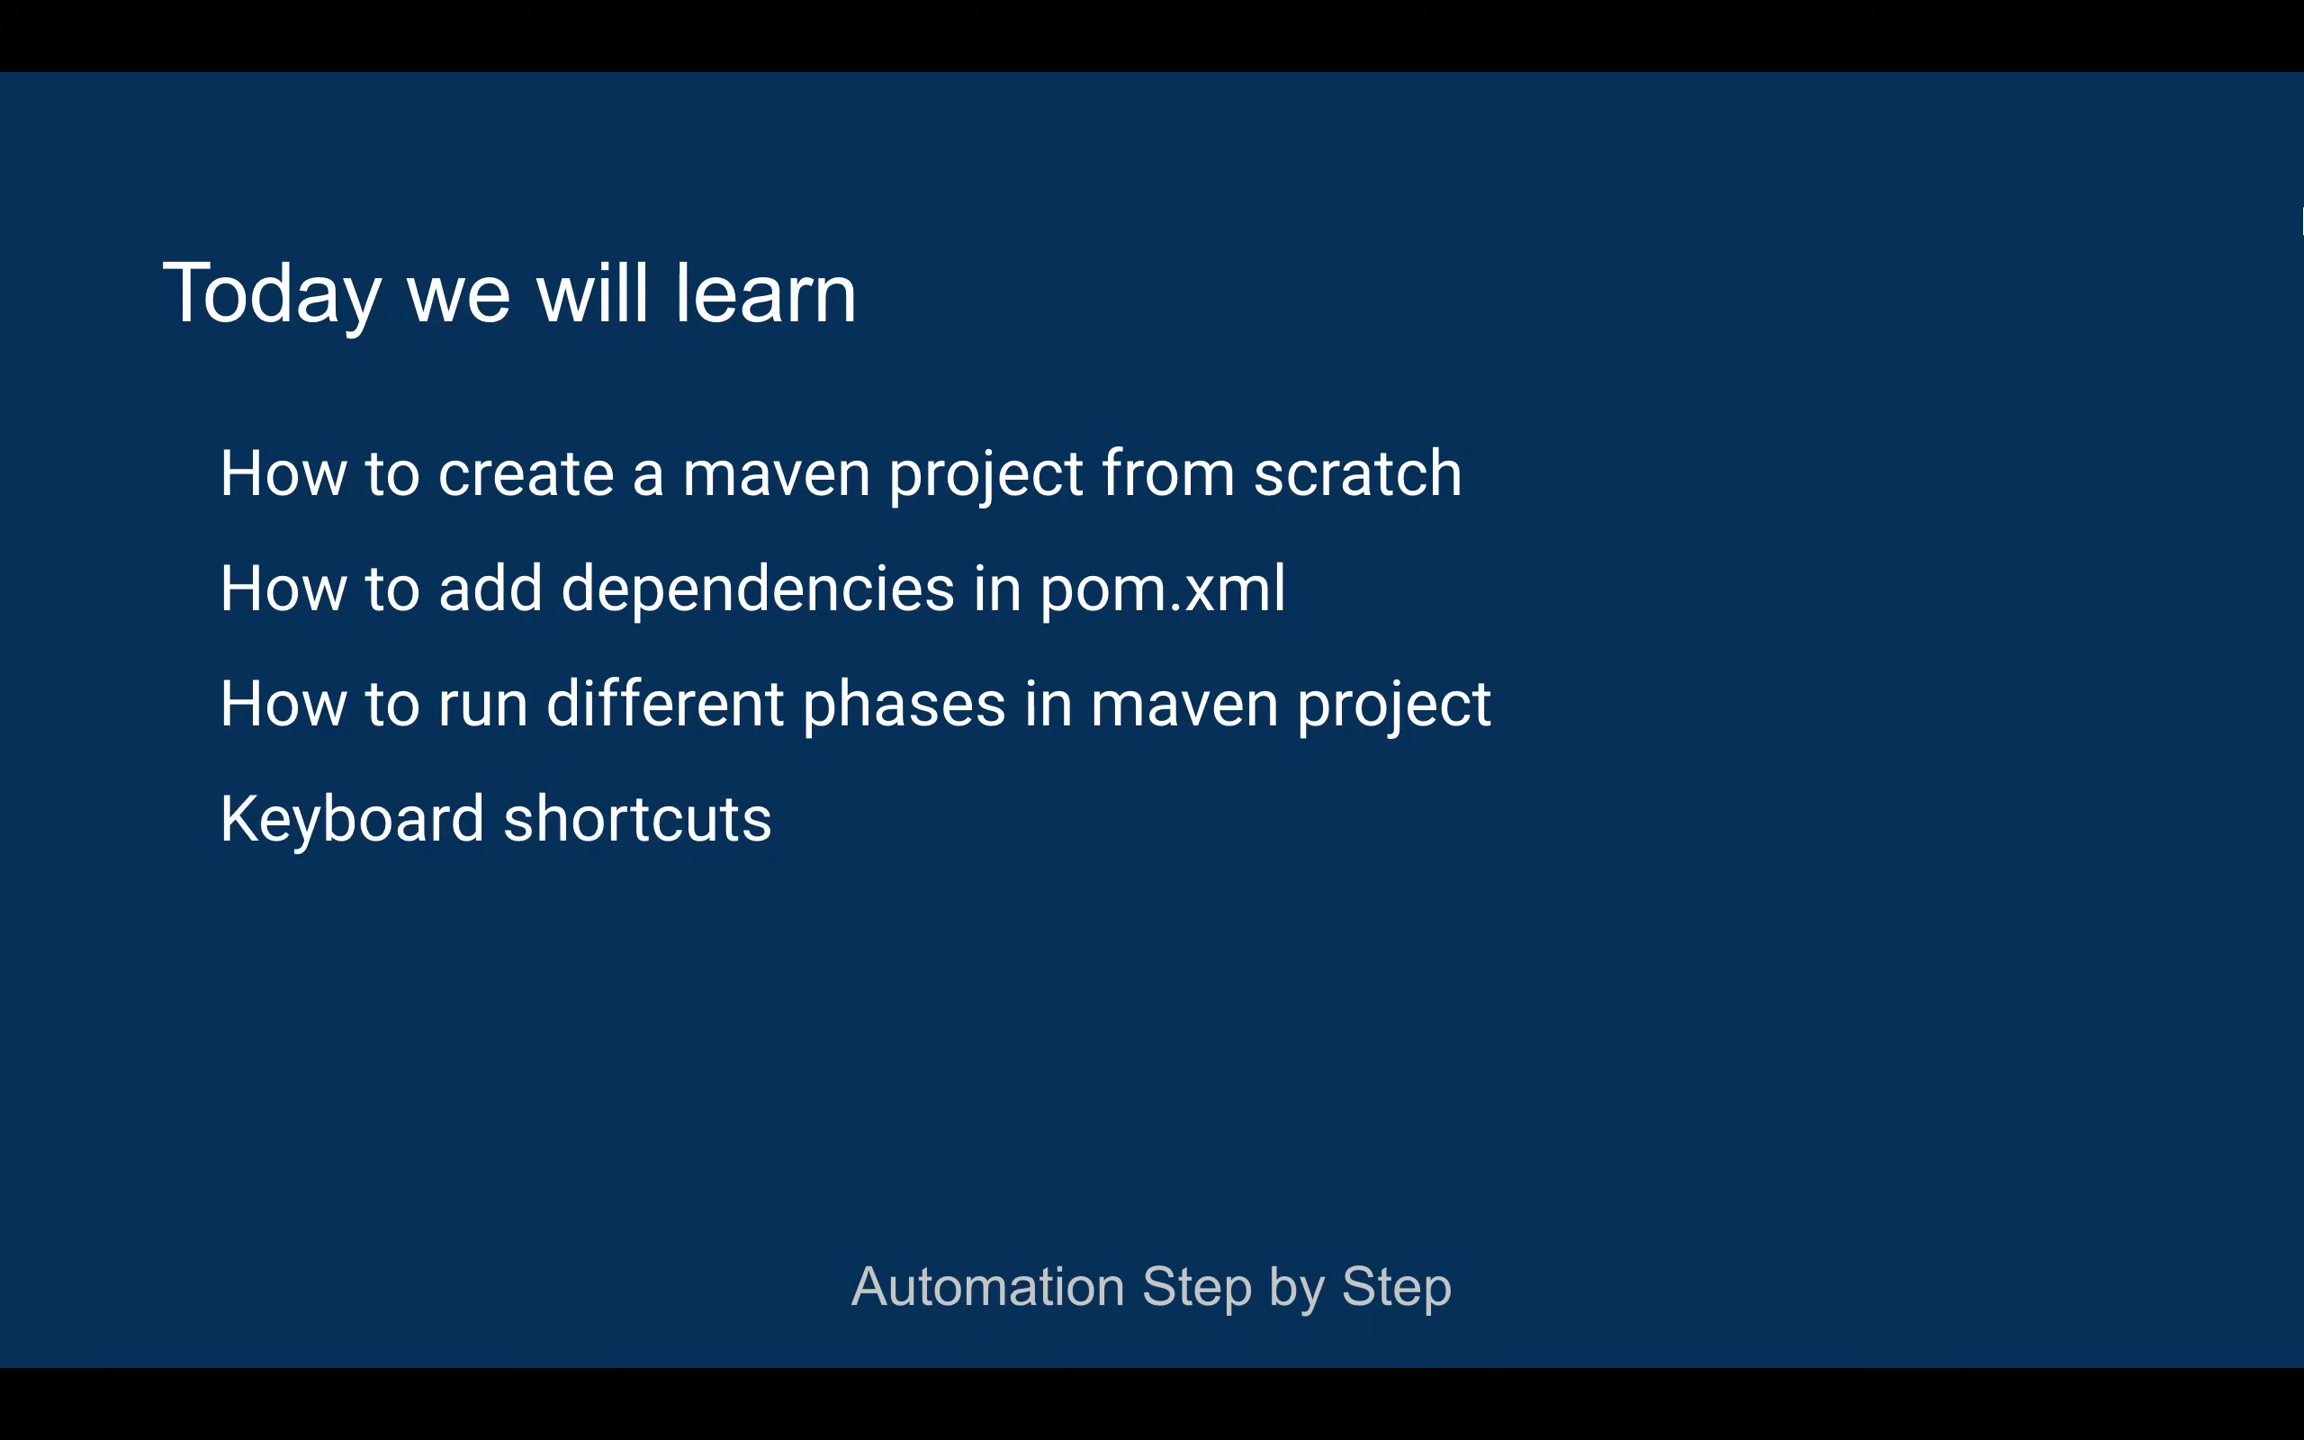 Today we will learn
How to create a maven project from scratch
How to add dependencies in pom.xml
How to run different phases in maven project
Keyboard shortcuts
Automation Step by Step